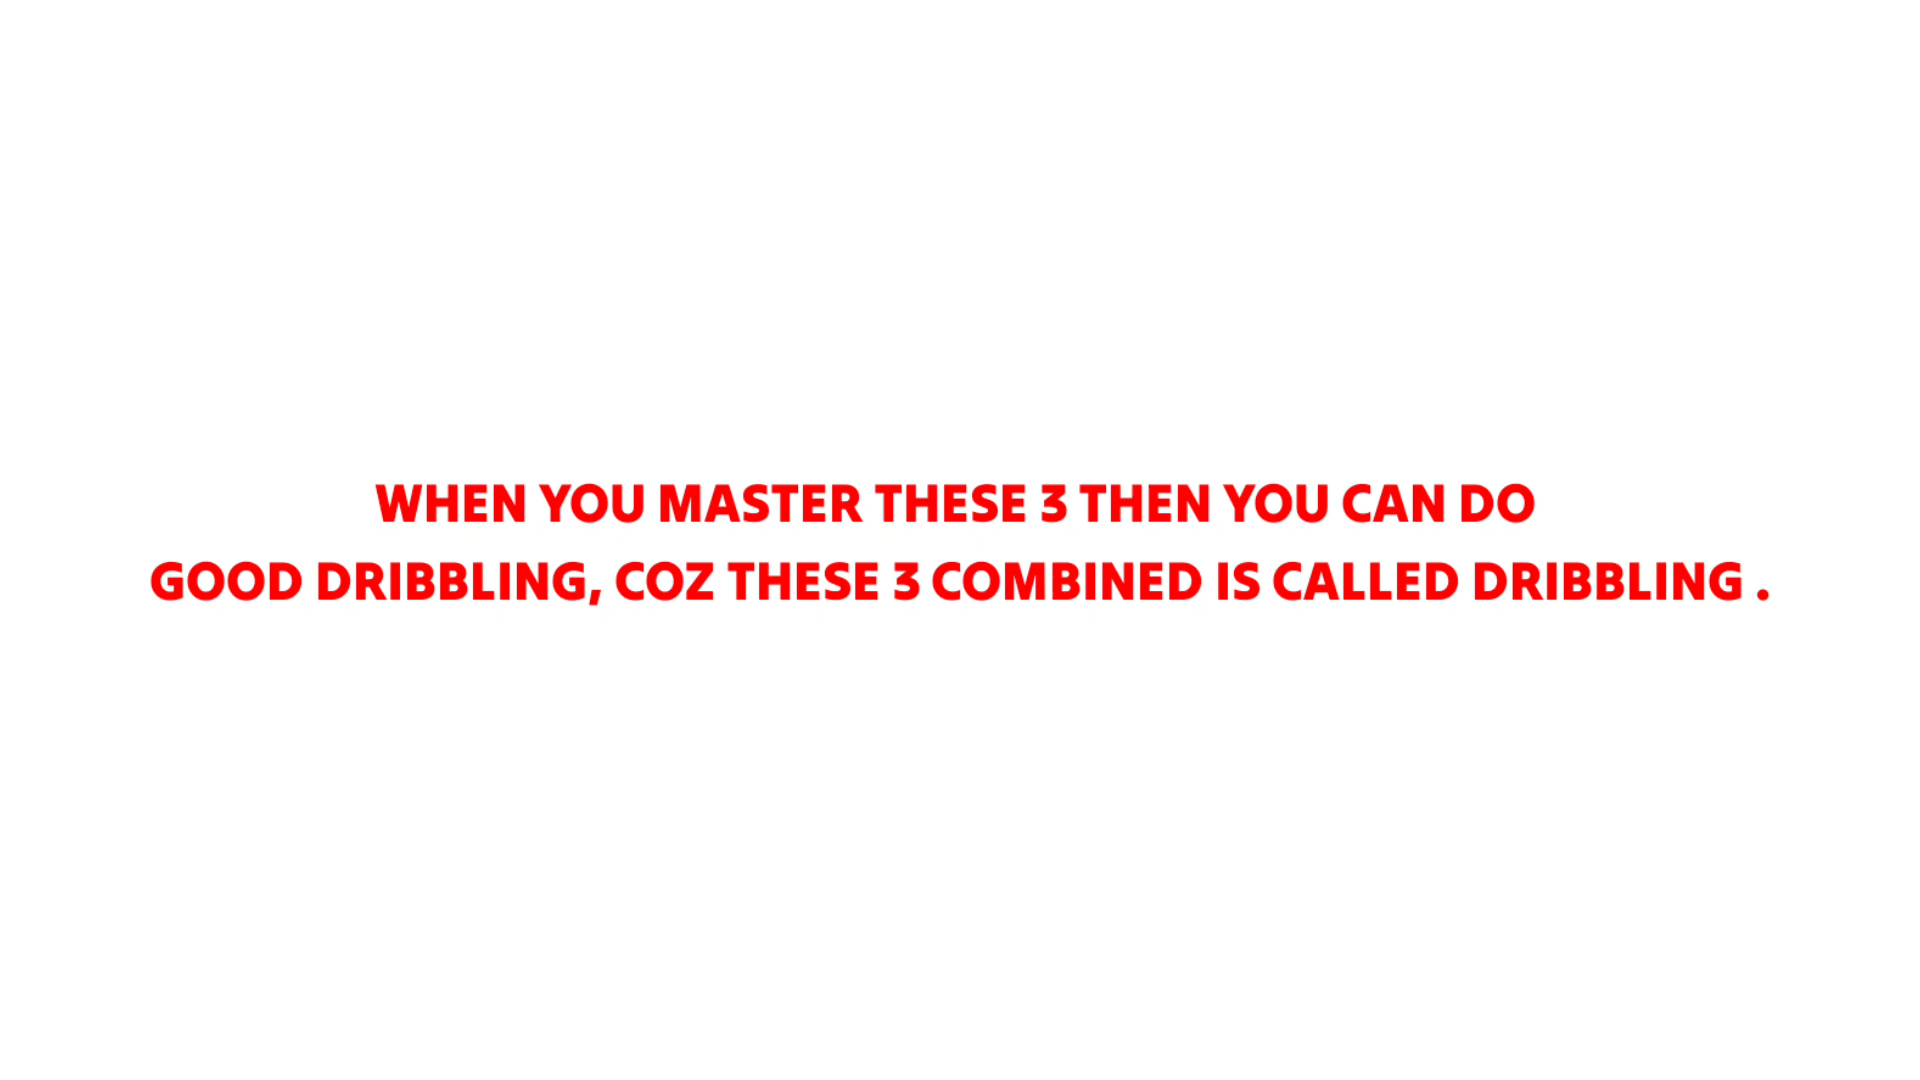 WHEN YOU MASTER THESE 3 THEN YOU CAN DO
GOOD DRIBBLING, COZ THESE 3 COMBINED IS CALLED DRIBBLING .